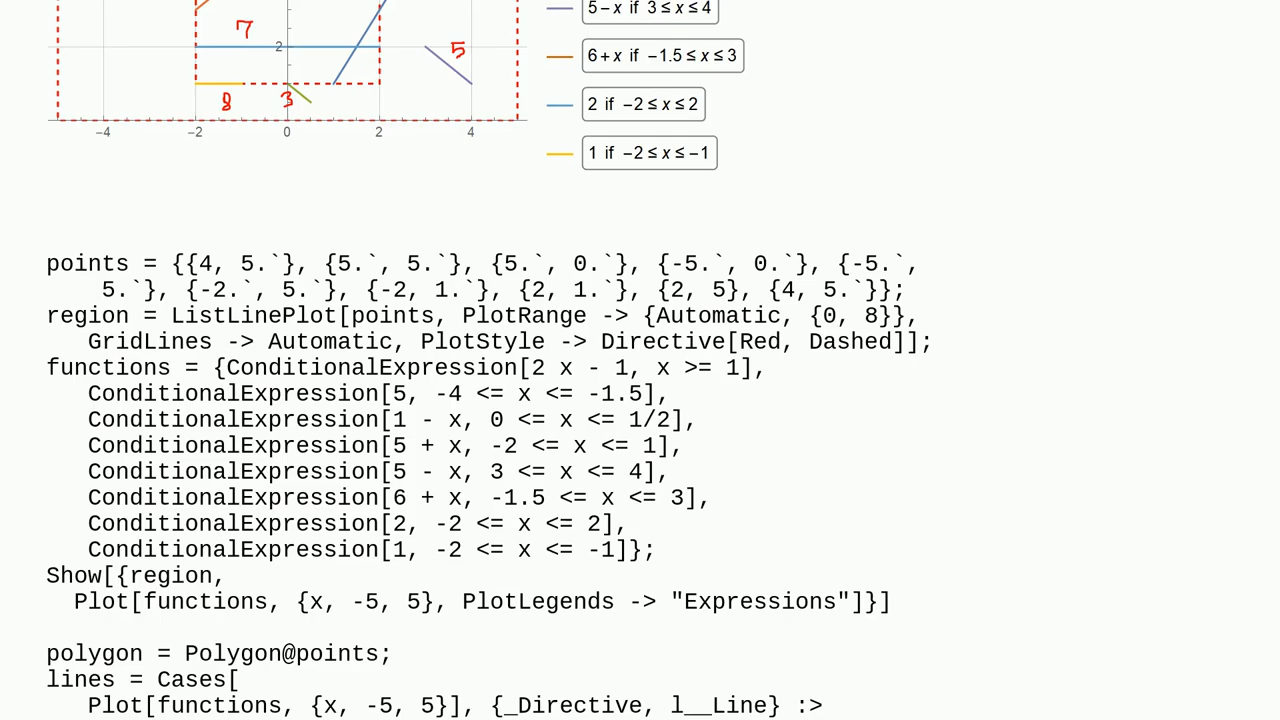 5 – x if 3 ≤ x ≤ 4
7
2
5
6 + x if −1.5 ≤ x ≤ 3
8
3
2 if −2 ≤ x ≤ 2
−4
−2
0
2
4
1 if −2 ≤ x ≤ −1
points = {{4, 5.`}, {5.`, 5.`}, {5.`, 0.`}, {-5.`, 0.`}, {-5.`,
5.`}, {-2.`, 5.`}, {-2, 1.`}, {2, 1.`}, {2, 5}, {4, 5.`}};
region = ListLinePlot[points, PlotRange -> {Automatic, {0, 8}},
GridLines -> Automatic, PlotStyle -> Directive[Red, Dashed]];
functions = {ConditionalExpression[2 x - 1, x >= 1],
ConditionalExpression[5, -4 <= x <= -1.5],
ConditionalExpression[1 - x, 0 <= x <= 1/2],
ConditionalExpression[5 + x, -2 <= x <= 1],
ConditionalExpression[5 - x, 3 <= x <= 4],
ConditionalExpression[6 + x, -1.5 <= x <= 3],
ConditionalExpression[2, -2 <= x <= 2],
ConditionalExpression[1, -2 <= x <= -1]};
Show[{region,
Plot[functions, {x, -5, 5}, PlotLegends -> "Expressions"]}]
polygon = Polygon@points;
lines = Cases[
Plot[functions, {x, -5, 5}], {_Directive, l__Line} :>